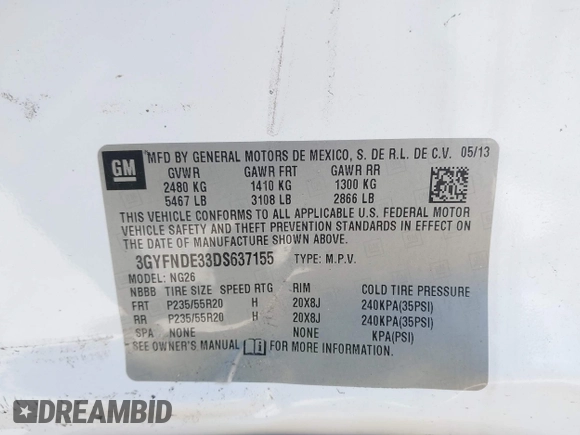 GM MFD BY GENERAL MOTORS DE MEXICO, S. DE R.L. DE C.V. 05/13
GVWR GAWR FRT GAWR RR
2480 KG 1410 KG 1300 KG
5467 LB 3108 LB 2866 LB
THIS VEHICLE CONFORMS TO ALL APPLICABLE U.S. FEDERAL MOTOR
VEHICLE SAFETY AND THEFT PREVENTION STANDARDS IN EFFECT ON
THE DATE OF MANUFACTURE SHOWN ABOVE.
3GYFNDE33DS637155 TYPE: M.P.V.
MODEL: NG26
NBBB TIRE SIZE SPEED RTG RIM COLD TIRE PRESSURE
FRT P235/55R20 H 20X8J 240KPA(35PSI)
RR P235/55R20 H 20X8J 240KPA(35PSI)
SPA NONE NONE KPA(PSI)
SEE OWNER'S MANUAL FOR MORE INFORMATION.
DREAMBID